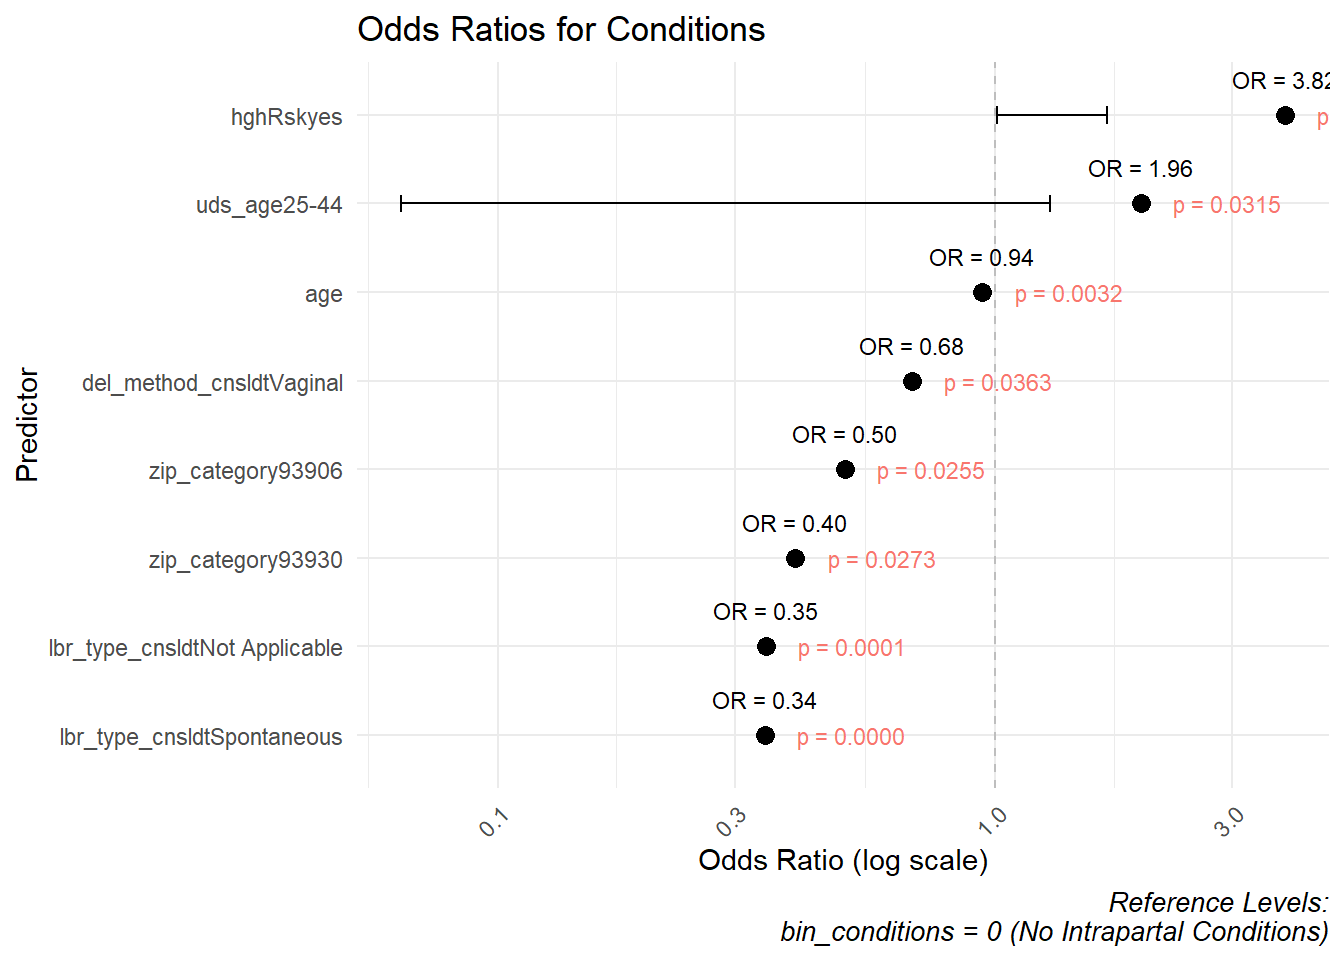 Odds Ratios for Conditions
OR = 3.82
hghRskyes
p
OR = 1.96
uds_age25-44
p = 0.0315
OR = 0.94
age
p = 0.0032
OR = 0.68
del_method_cnsldtVaginal
p = 0.0363
OR = 0.50
zip_category93906
p = 0.0255
OR = 0.40
zip_category93930
p = 0.0273
OR = 0.35
lbr_type_cnsldtNot Applicable
p = 0.0001
OR = 0.34
lbr_type_cnsldtSpontaneous
p = 0.0000
Predictor
0.1
0.3
1.0
3.0
Odds Ratio (log scale)
Reference Levels:
bin_conditions = 0 (No Intrapartal Conditions)